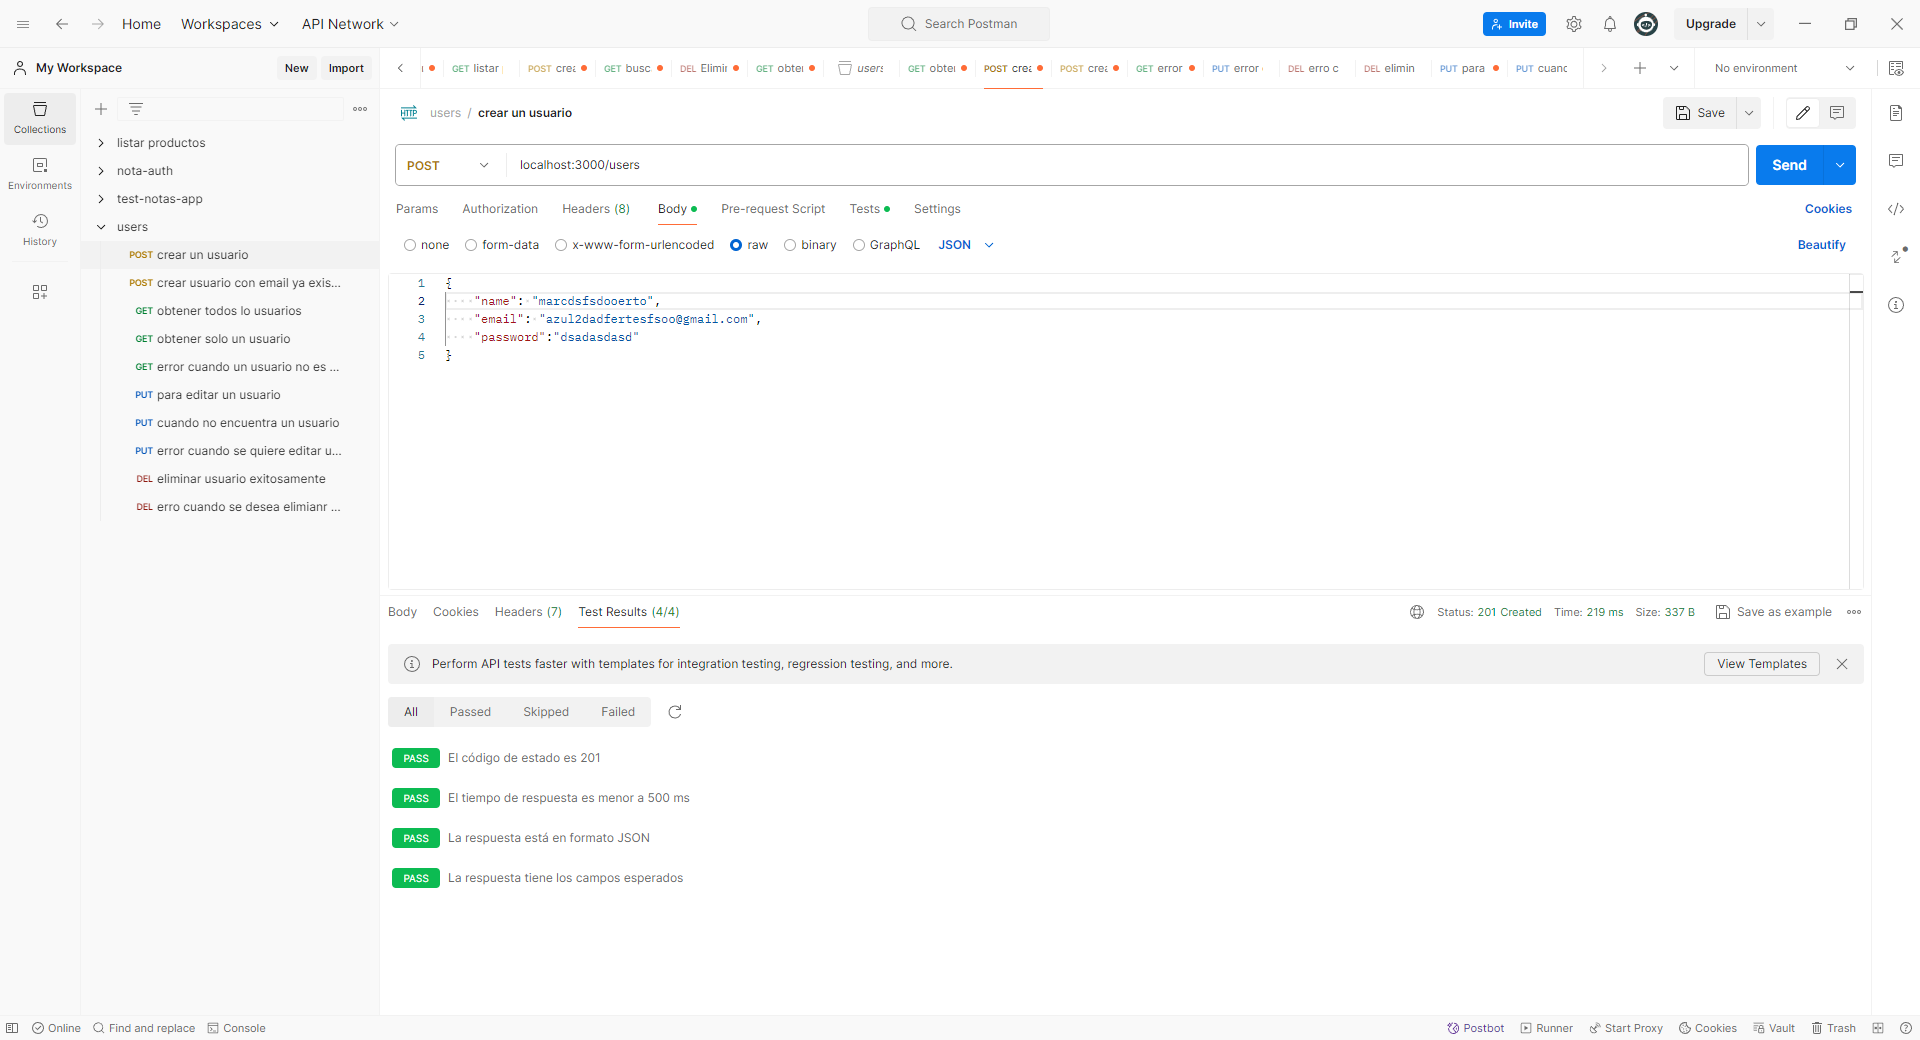 Home Workspaces API Network Search Postman Invite Upgrade
My Workspace New Import
GET listar POST crea GET busc. DEL Elimir GET obter users GET obter POST crea POST crea GET error PUT error DEL erro c DEL elimin PUT para PUT cuanc No environment
Collections
Environments
History
listar productos
nota-auth
test-notas-app
users
POST crear un usuario
POST crear usuario con email ya exis...
GET obtener todos lo usuarios
GET obtener solo un usuario
GET error cuando un usuario no es ...
PUT para editar un usuario
PUT cuando no encuentra un usuario
PUT error cuando se quiere editar u...
DEL eliminar usuario exitosamente
DEL erro cuando se desea elimianr ...
HTTP users / crear un usuario Save
POST localhost:3000/users Send
Params Authorization Headers (8) Body Pre-request Script Tests Settings Cookies
none form-data x-www-form-urlencoded raw binary GraphQL JSON Beautify
1 {
2 "name": "marcdsfsdooerto",
3 "email": "azul2dadfertesfsoo@gmail.com",
4 "password":"dsadasdasd"
5 }
Body Cookies Headers (7) Test Results (4/4) Status: 201 Created Time: 219 ms Size: 337 B Save as example
Perform API tests faster with templates for integration testing, regression testing, and more. View Templates
All Passed Skipped Failed
PASS El código de estado es 201
PASS El tiempo de respuesta es menor a 500 ms
PASS La respuesta está en formato JSON
PASS La respuesta tiene los campos esperados
Online Find and replace Console Postbot Runner Start Proxy Cookies Vault Trash